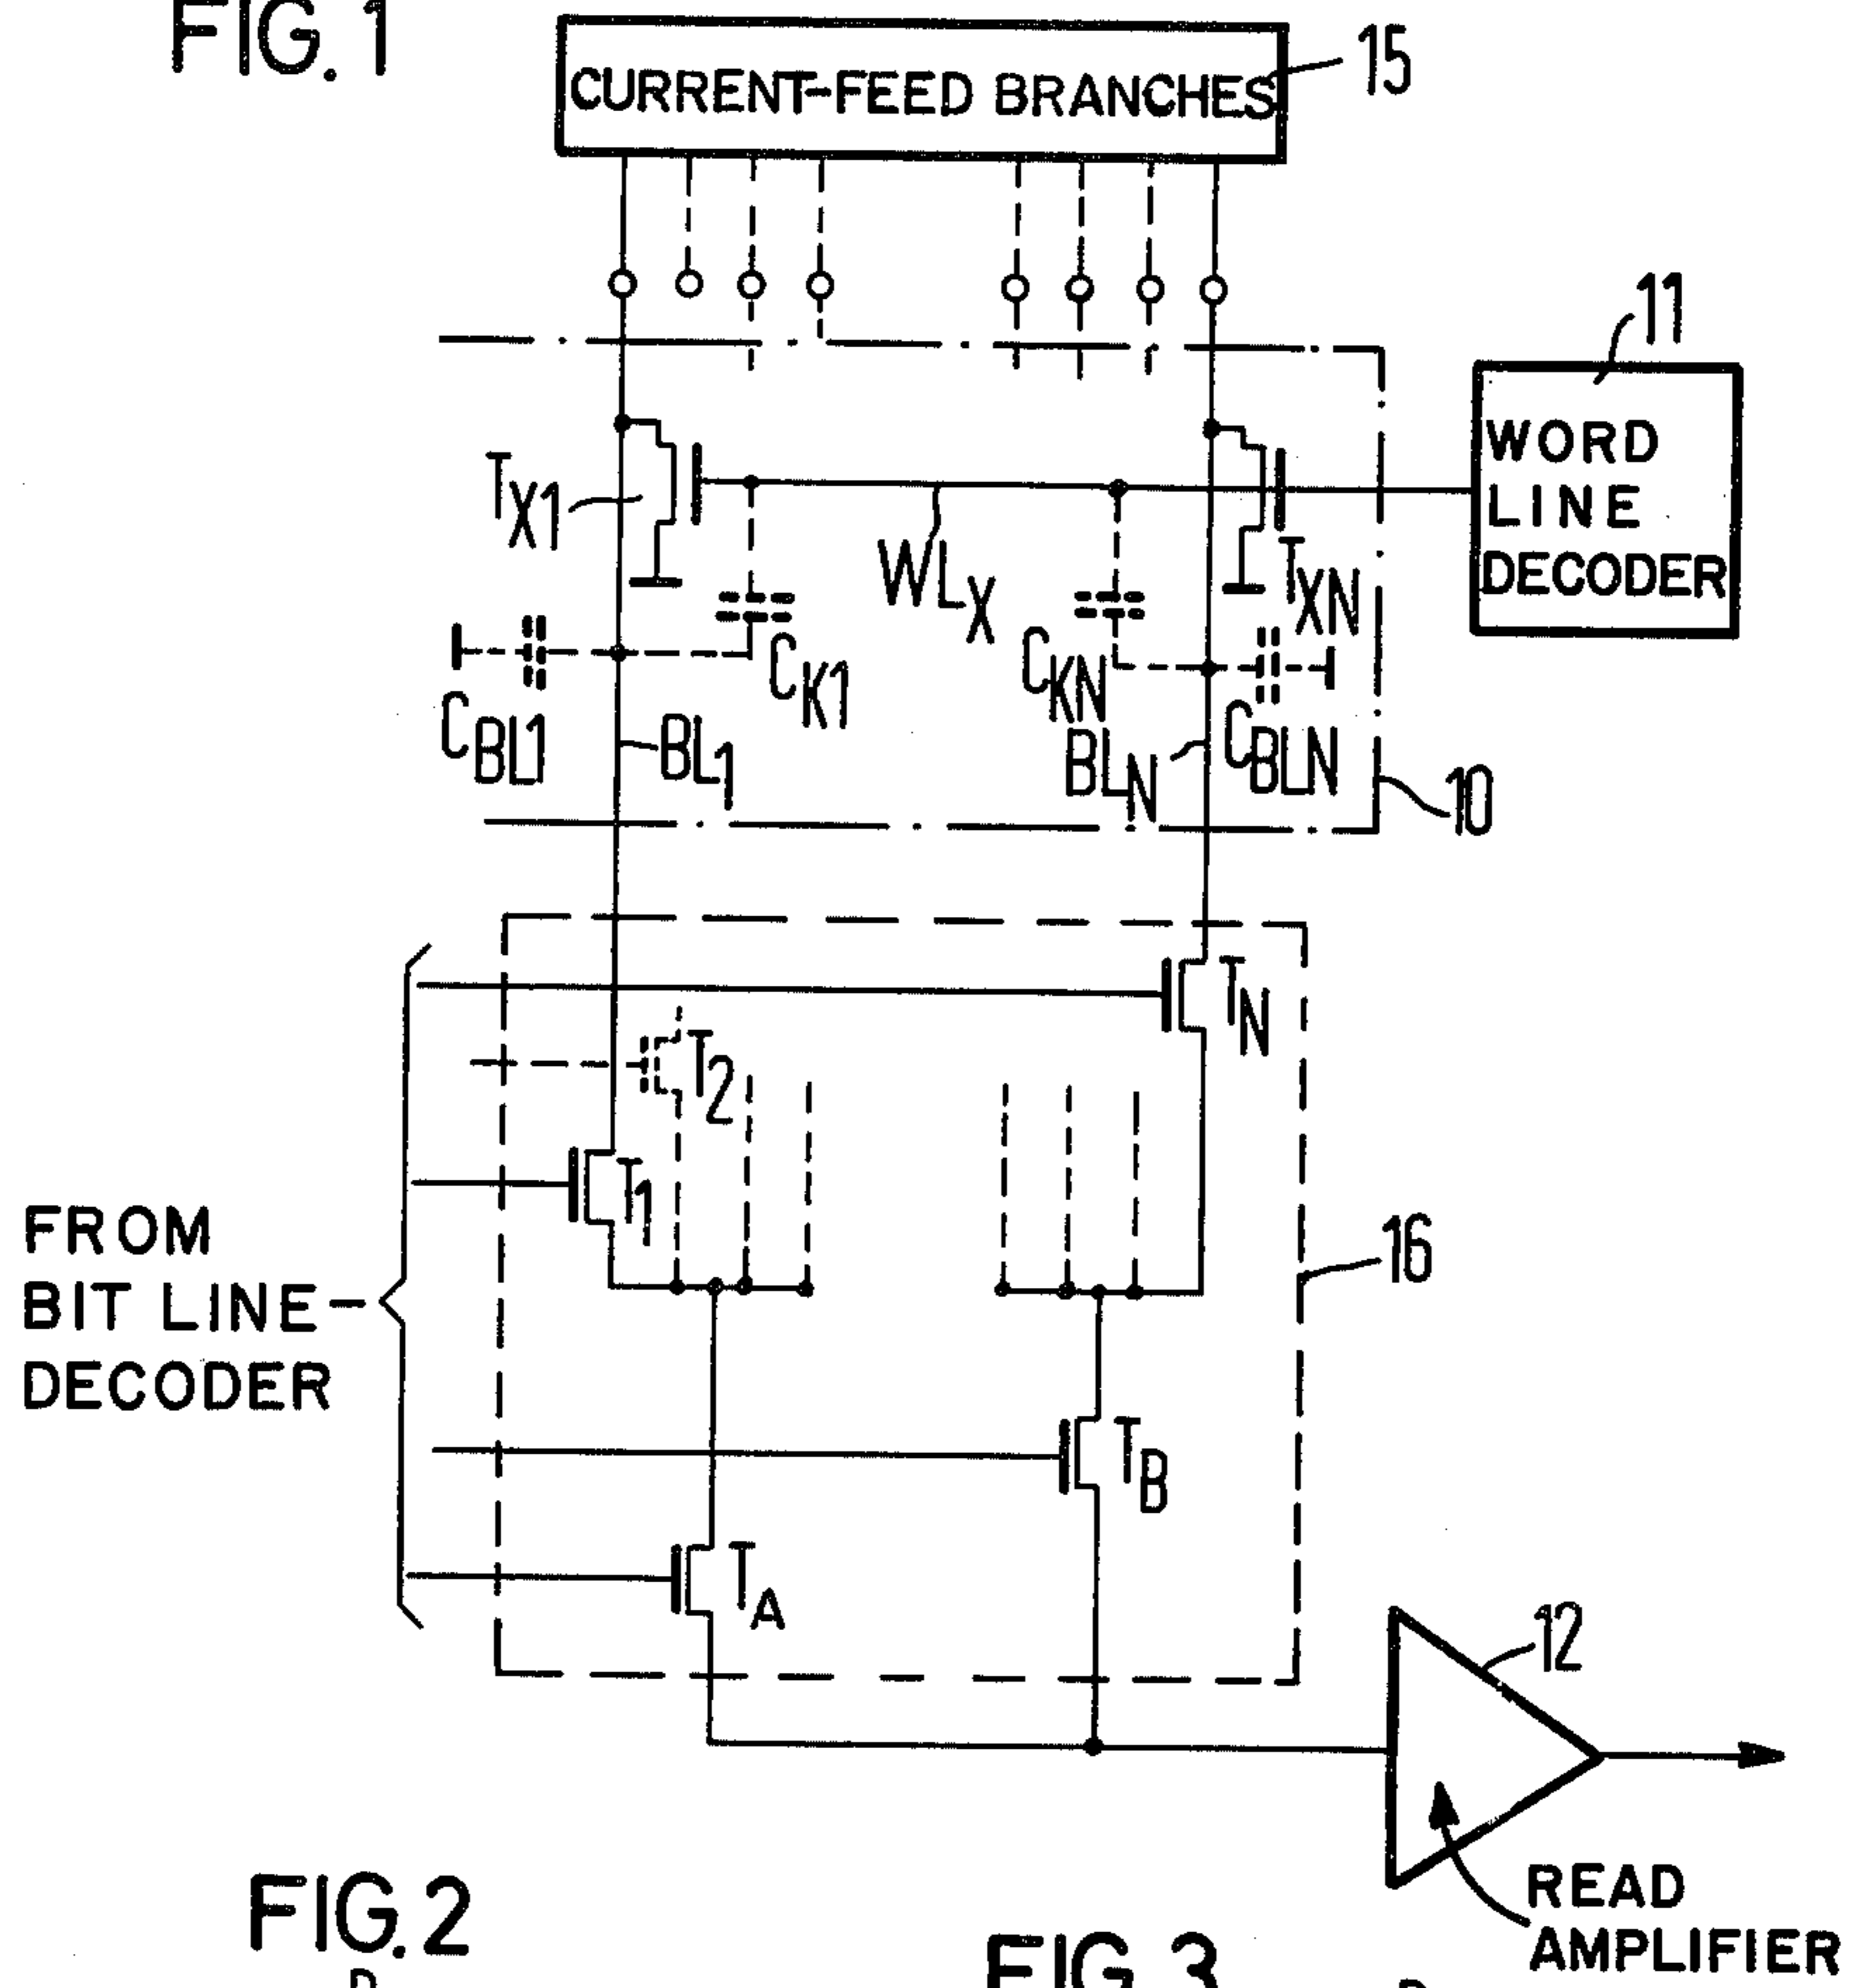 FIG. 1
CURRENT-FEED BRANCHES
15
11
WORD
LINE
DECODER
TX1
WLX
TXN
CK1
CKN
CBL1
BL1
BLN
CBLN
10
TN
T2
T1
FROM
BIT LINE
DECODER
16
TB
TA
12
READ
AMPLIFIER
FIG. 2
FIG. 3